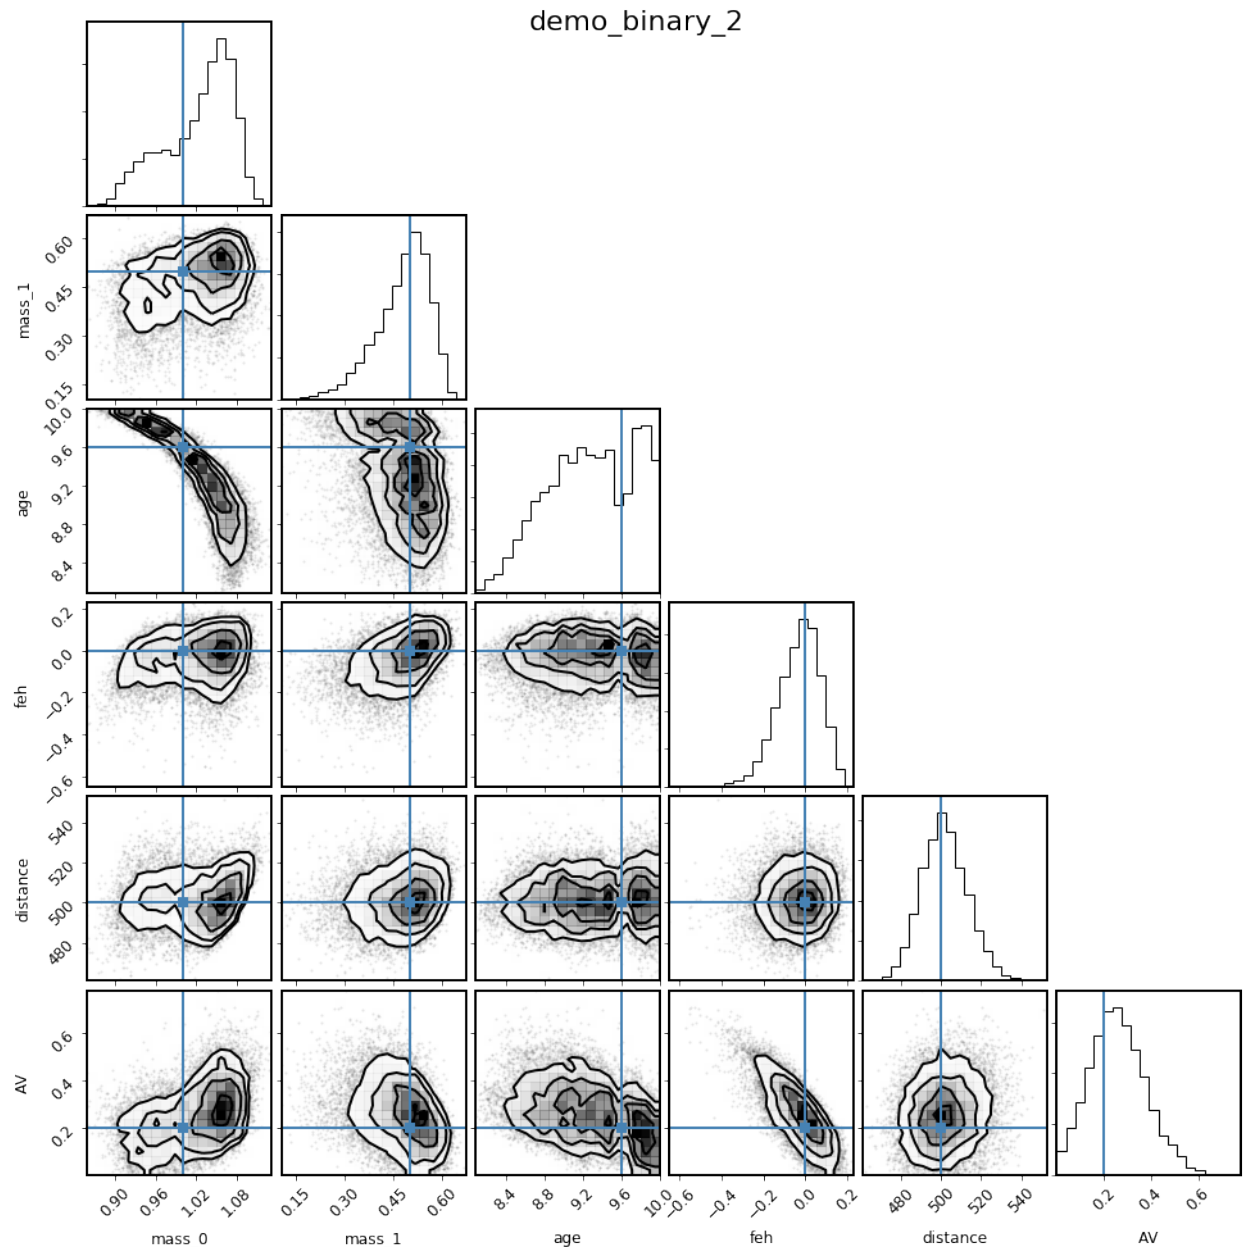 demo_binary_2
mass_1
0.60
0.45
0.30
0.15
age
10.0
9.6
9.2
8.8
8.4
feh
0.2
0.0
−0.2
−0.4
−0.6
distance
540
520
500
480
AV
0.6
0.4
0.2
0.90 0.96 1.02 1.08 0.15 0.30 0.45 0.60 8.4 8.8 9.2 9.6 10.0 −0.6 −0.4 −0.2 0.0 0.2 480 500 520 540 0.2 0.4 0.6
mass_0 mass_1 age feh distance AV